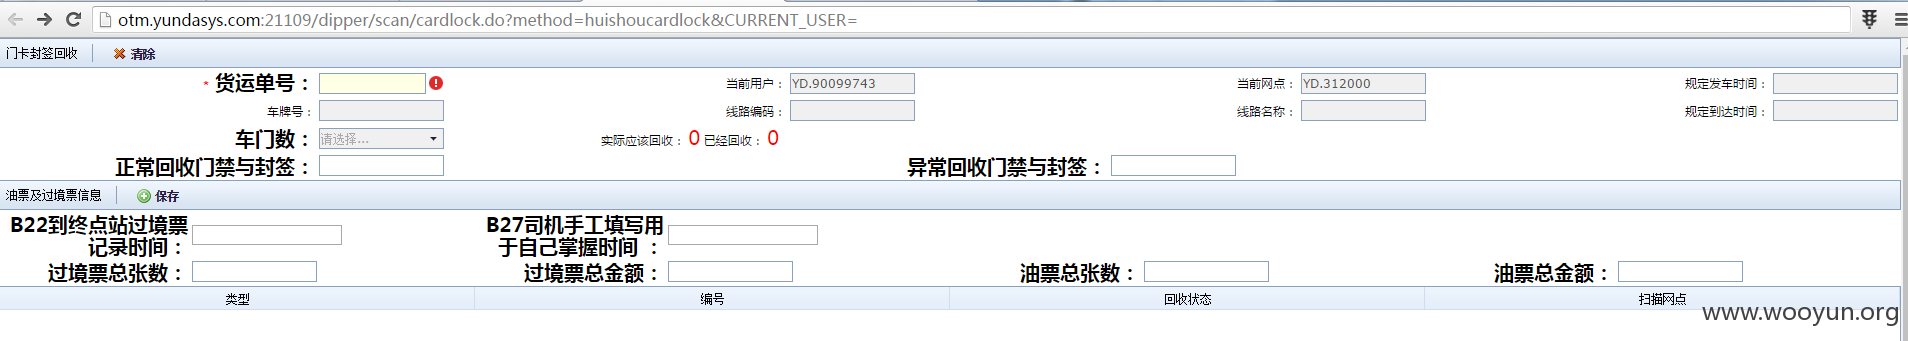 otm.yundasys.com:21109/dipper/scan/cardlock.do?method=huishoucardlock&CURRENT_USER=
门卡封签回收 清除
* 货运单号： 当前用户： YD.90099743 当前网点： YD.312000 规定发车时间：
车牌号： 线路编码： 线路名称： 规定到达时间：
车门数： 请选择... 实际应该回收： 0 已经回收： 0
正常回收门禁与封签： 异常回收门禁与封签：
油票及过境票信息 保存
B22到终点站过境票 B27司机手工填写用
记录时间： 于自己掌握时间 ：
过境票总张数： 过境票总金额： 油票总张数： 油票总金额：
类型 编号 回收状态 扫描网点
www.wooyun.org